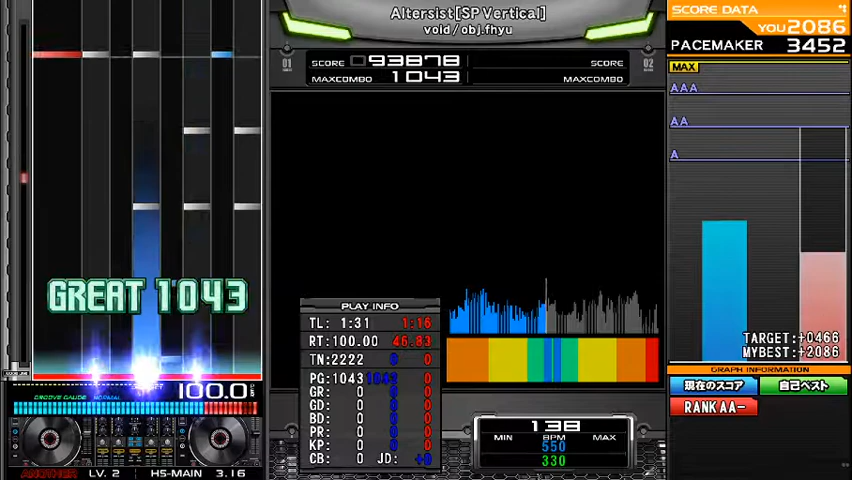 Altersist[SP Vertical]
void/obj.fhyu
01 SCORE 093878 SCORE 02
MAXCOMBO 1043 MAXCOMBO
SCORE DATA
YOU 2086
PACEMAKER 3452
MAX
AAA
AA
A
GREAT 1043
PLAY INFO
TL: 1:31 1:16
RT:100.00 46.83
TN:2222 0 0
PG:1043 1043 0
GR: 0 0 0
GD: 0 0 0
BD: 0 0 0
PR: 0 0 0
KP: 0 0 0
CB: 0 JD: +0
TARGET:+0466
MYBEST:+2086
GRAPH INFORMATION
現在のスコア 自己ベスト
RANK AA-
GROOVE GAUGE NORMAL 100.0
138
MIN BPM MAX
550
330
ANOTHER LV. 2 HS-MAIN 3.16